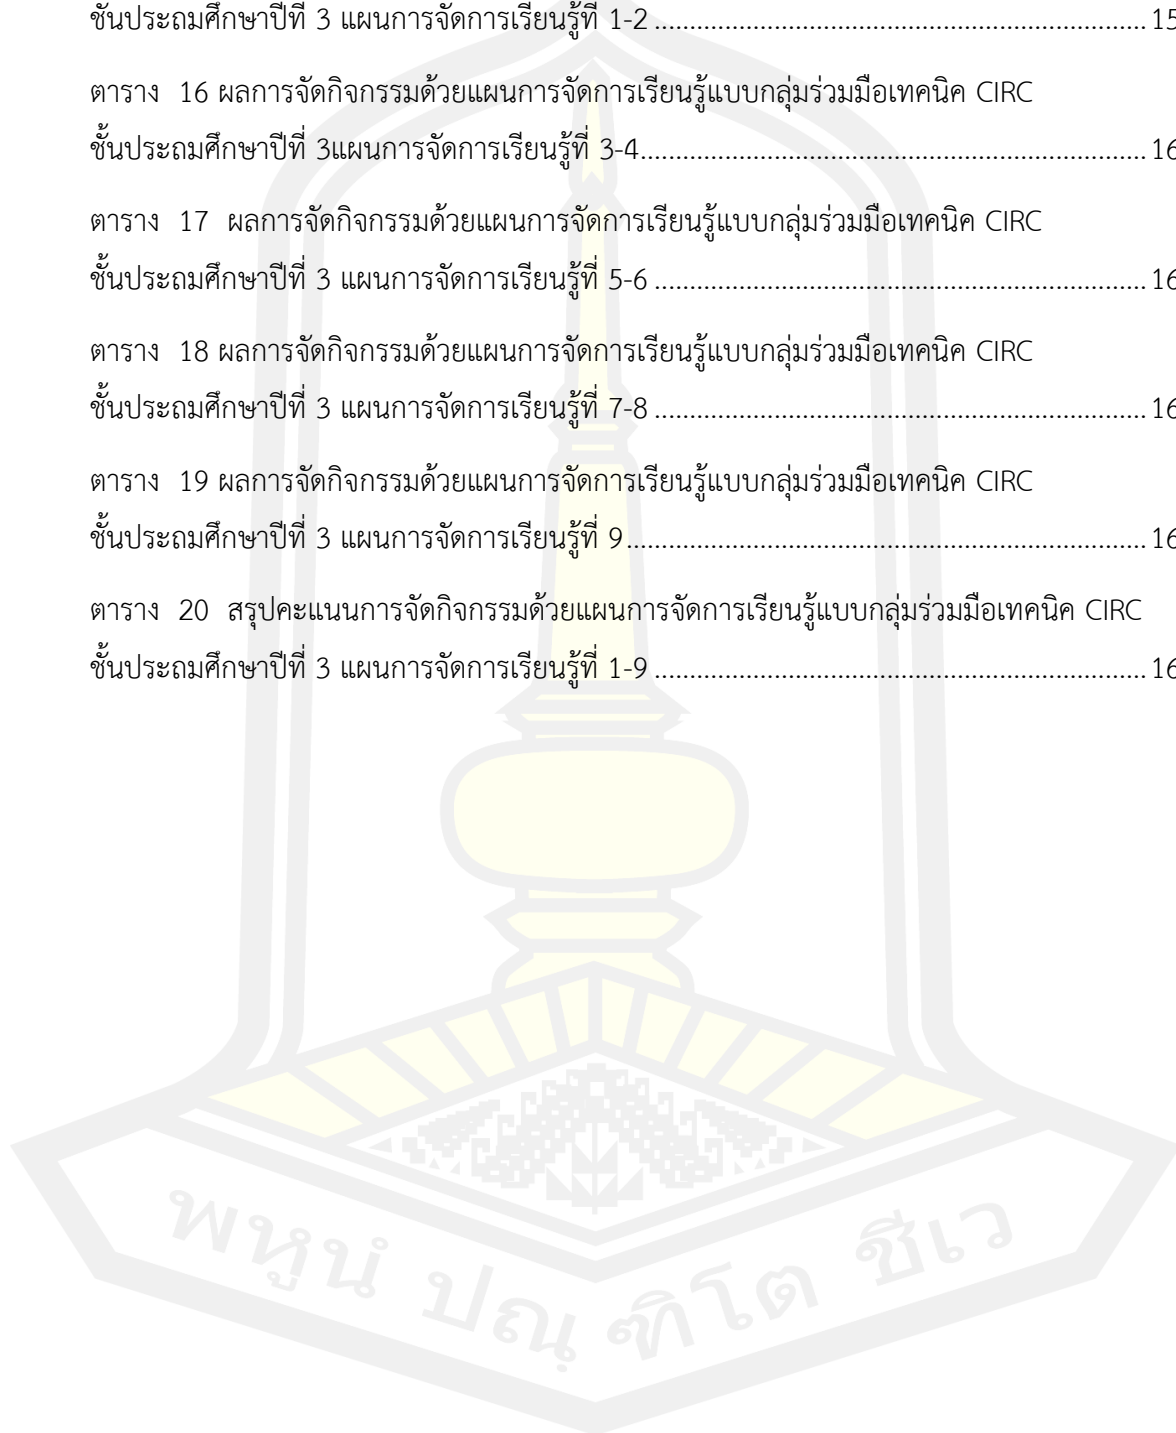 ชั้นประถมศึกษาปีที่ 3 แผนการจัดการเรียนรู้ที่ 1-2 ........................................................................ 15
ตาราง 16 ผลการจัดกิจกรรมด้วยแผนการจัดการเรียนรู้แบบกลุ่มร่วมมือเทคนิค CIRC
ชั้นประถมศึกษาปีที่ 3แผนการจัดการเรียนรู้ที่ 3-4.......................................................................... 16
ตาราง 17 ผลการจัดกิจกรรมด้วยแผนการจัดการเรียนรู้แบบกลุ่มร่วมมือเทคนิค CIRC
ชั้นประถมศึกษาปีที่ 3 แผนการจัดการเรียนรู้ที่ 5-6 ........................................................................ 16
ตาราง 18 ผลการจัดกิจกรรมด้วยแผนการจัดการเรียนรู้แบบกลุ่มร่วมมือเทคนิค CIRC
ชั้นประถมศึกษาปีที่ 3 แผนการจัดการเรียนรู้ที่ 7-8 ........................................................................ 16
ตาราง 19 ผลการจัดกิจกรรมด้วยแผนการจัดการเรียนรู้แบบกลุ่มร่วมมือเทคนิค CIRC
ชั้นประถมศึกษาปีที่ 3 แผนการจัดการเรียนรู้ที่ 9............................................................................ 16
ตาราง 20 สรุปคะแนนการจัดกิจกรรมด้วยแผนการจัดการเรียนรู้แบบกลุ่มร่วมมือเทคนิค CIRC
ชั้นประถมศึกษาปีที่ 3 แผนการจัดการเรียนรู้ที่ 1-9 ........................................................................ 16
พหูนํ ปณฺฑิโต ชีเว